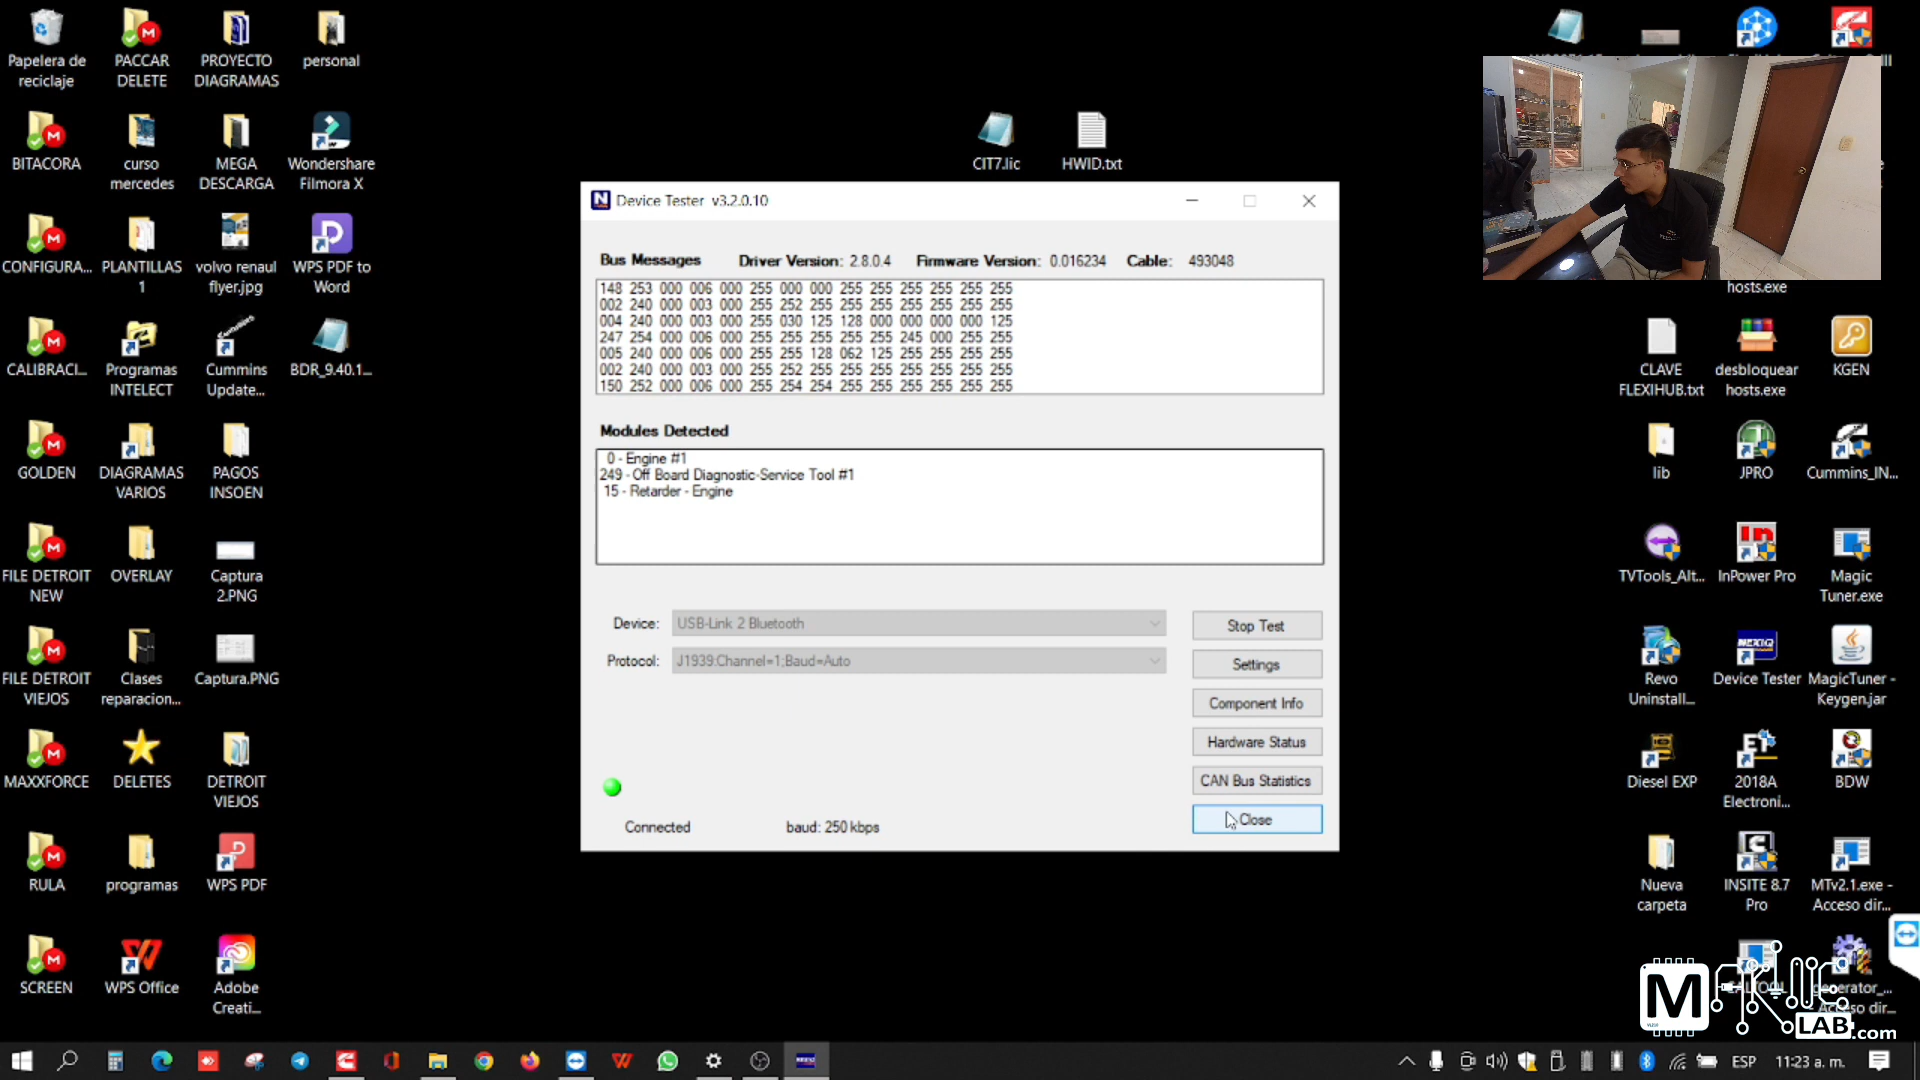 Papelera de
reciclaje
PACCAR
DELETE
PROYECTO
DIAGRAMAS
personal
BITACORA
curso
mercedes
MEGA
DESCARGA
Wondershare
Filmora X
CONFIGURA...
PLANTILLAS
1
volvo renaul
flyer.jpg
WPS PDF to
Word
CALIBRACI...
Programas
INTELECT
Cummins
Update...
BDR_9.40.1...
GOLDEN
DIAGRAMAS
VARIOS
PAGOS
INSOEN
FILE DETROIT
NEW
OVERLAY
Captura
2.PNG
FILE DETROIT
VIEJOS
Clases
reparacion...
Captura.PNG
MAXXFORCE
DELETES
DETROIT
VIEJOS
RULA
programas
WPS PDF
SCREEN
WPS Office
Adobe
Creati...
CIT7.lic
HWID.txt
Device Tester v3.2.0.10
Bus Messages Driver Version: 2.8.0.4 Firmware Version: 0.016234 Cable: 493048
148 253 000 006 000 255 000 000 255 255 255 255 255 255
002 240 000 003 000 255 252 255 255 255 255 255 255 255
004 240 000 003 000 255 030 125 128 000 000 000 000 125
247 254 000 006 000 255 255 255 255 255 245 000 255 255
005 240 000 006 000 255 255 128 062 125 255 255 255 255
002 240 000 003 000 255 252 255 255 255 255 255 255 255
150 252 000 006 000 255 254 254 255 255 255 255 255 255
Modules Detected
0 - Engine #1
249 - Off Board Diagnostic-Service Tool #1
15 - Retarder - Engine
Device: USB-Link 2 Bluetooth
Protocol: J1939:Channel=1;Baud=Auto
Stop Test
Settings
Component Info
Hardware Status
CAN Bus Statistics
Close
Connected baud: 250 kbps
hosts.exe
CLAVE
FLEXIHUB.txt
desbloquear
hosts.exe
KGEN
lib
JPRO
Cummins_IN...
TVTools_Alt...
InPower Pro
Magic
Tuner.exe
Revo
Uninstall...
NEXIQ
Device Tester
MagicTuner -
Keygen.jar
Diesel EXP
2018A
Electroni...
BDW
Nueva
carpeta
INSITE 8.7
Pro
MTv2.1.exe -
Acceso dir...
CALTOOL
generator_...
Acceso dir...
MARVIE
LAB.com
ESP 11:23 a. m.